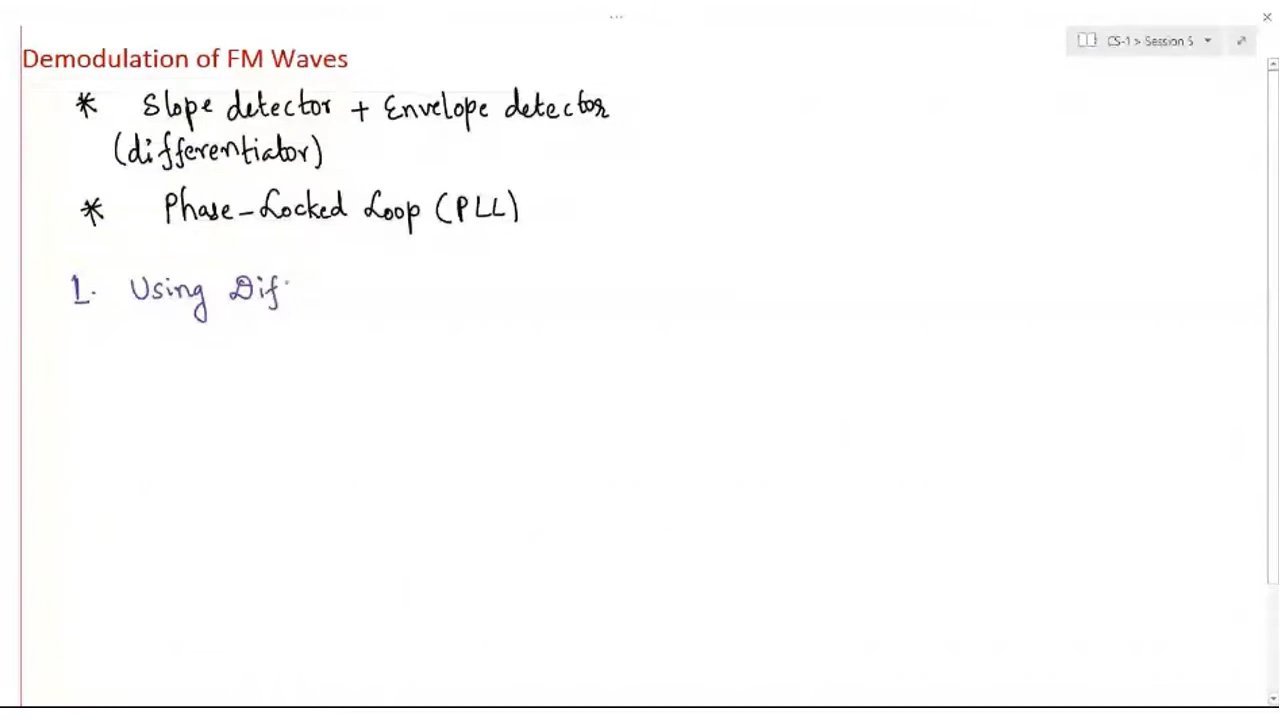 CS-1 > Session 5
Demodulation of FM Waves
* Slope detector + Envelope detector
(differentiator)
* Phase-Locked Loop (PLL)
1. Using Dif